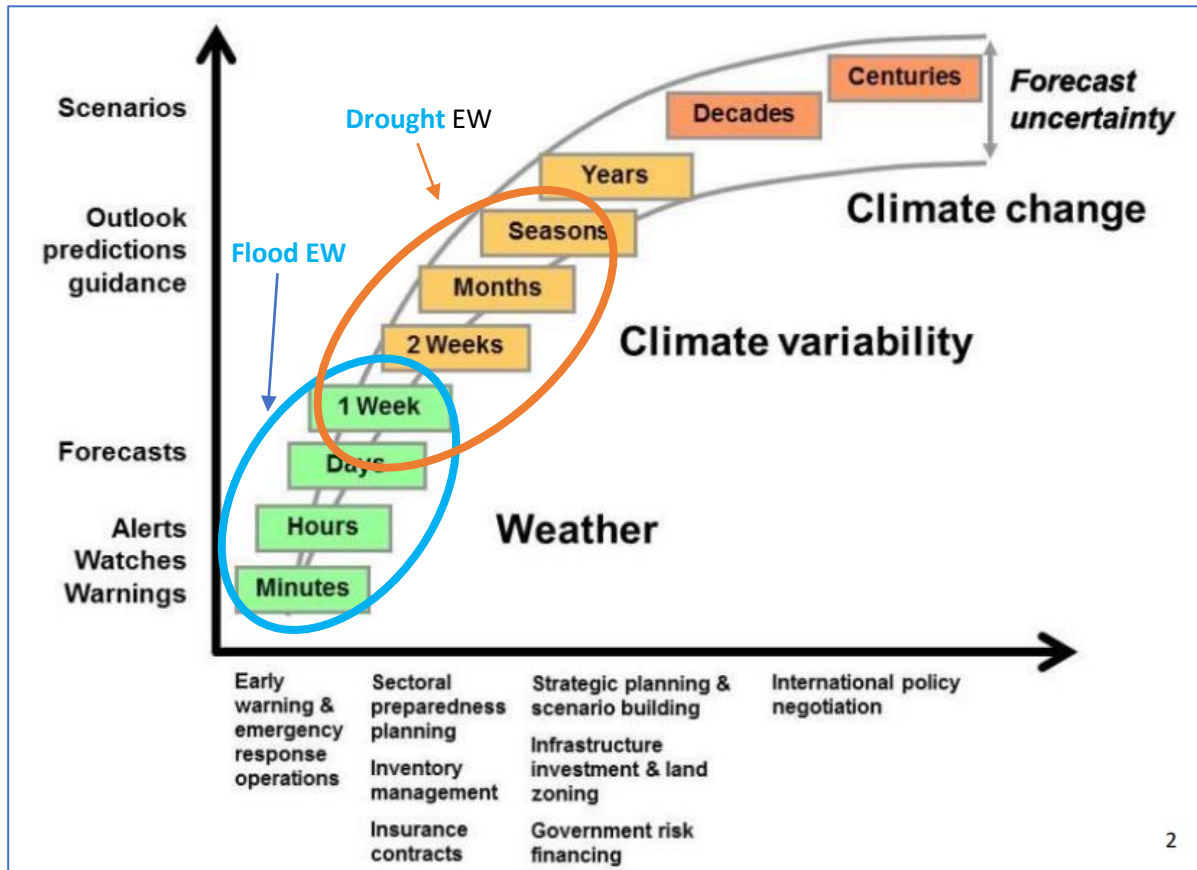 Scenarios
Outlook
predictions
guidance
Forecasts
Alerts
Watches
Warnings
Drought EW
Flood EW
Centuries
Decades
Years
Seasons
Months
2 Weeks
1 Week
Days
Hours
Minutes
Forecast
uncertainty
Climate change
Climate variability
Weather
Early
warning &
emergency
response
operations
Sectoral
preparedness
planning
Inventory
management
Insurance
contracts
Strategic planning &
scenario building
Infrastructure
investment & land
zoning
Government risk
financing
International policy
negotiation
2